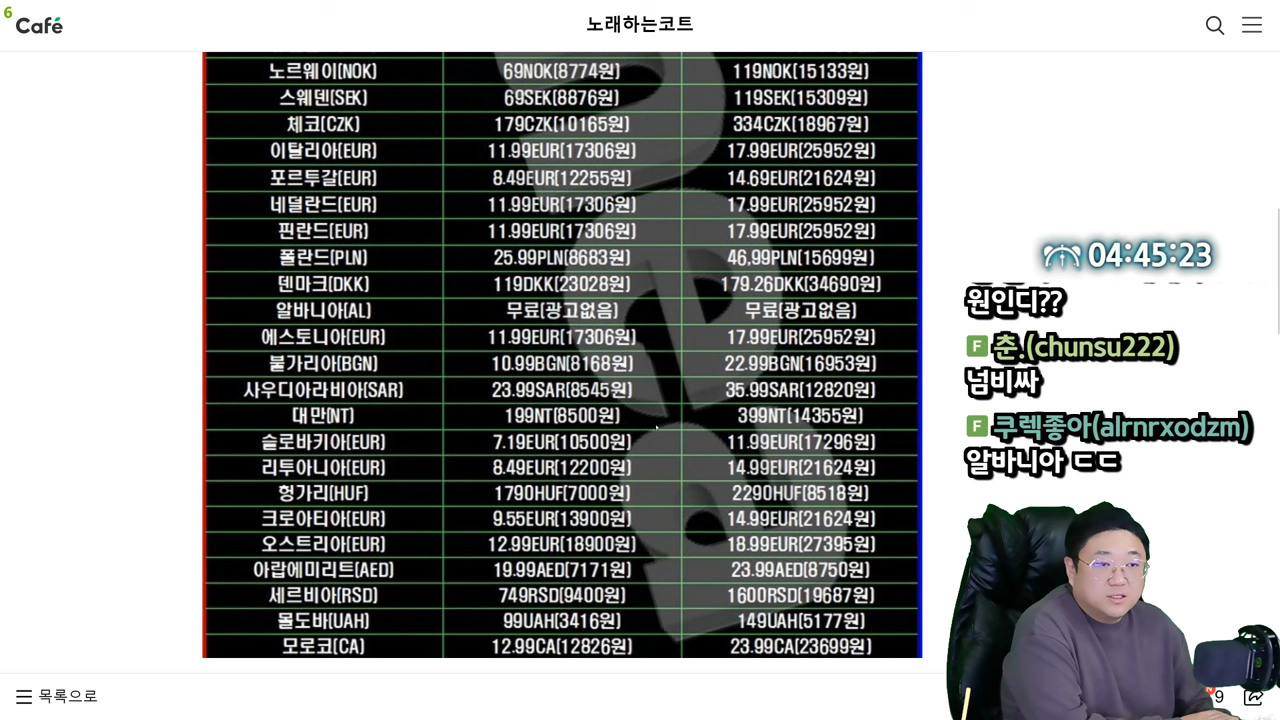 6
Café
노래하는코트
노르웨이(NOK) 69NOK(8774원) 119NOK(15133원)
스웨덴(SEK) 69SEK(8876원) 119SEK(15309원)
체코(CZK) 179CZK(10165원) 334CZK(18967원)
이탈리아(EUR) 11.99EUR(17306원) 17.99EUR(25952원)
포르투갈(EUR) 8.49EUR(12255원) 14.69EUR(21624원)
네덜란드(EUR) 11.99EUR(17306원) 17.99EUR(25952원)
핀란드(EUR) 11.99EUR(17306원) 17.99EUR(25952원)
폴란드(PLN) 25.99PLN(8683원) 46,99PLN(15699원)
덴마크(DKK) 119DKK(23028원) 179.26DKK(34690원)
알바니아(AL) 무료(광고없음) 무료(광고없음)
에스토니아(EUR) 11.99EUR(17306원) 17.99EUR(25952원)
불가리아(BGN) 10.99BGN(8168원) 22.99BGN(16953원)
사우디아라비아(SAR) 23.99SAR(8545원) 35.99SAR(12820원)
대만(NT) 199NT(8500원) 399NT(14355원)
슬로바키아(EUR) 7.19EUR(10500원) 11.99EUR(17296원)
리투아니아(EUR) 8.49EUR(12200원) 14.99EUR(21624원)
헝가리(HUF) 1790HUF(7000원) 2290HUF(8518원)
크로아티아(EUR) 9.55EUR(13900원) 14.99EUR(21624원)
오스트리아(EUR) 12.99EUR(18900원) 18.99EUR(27395원)
아랍에미리트(AED) 19.99AED(7171원) 23.99AED(8750원)
세르비아(RSD) 749RSD(9400원) 1600RSD(19687원)
몰도바(UAH) 99UAH(3416원) 149UAH(5177원)
모로코(CA) 12.99CA(12826원) 23.99CA(23699원)
04:45:23
원인디??
F 춘.(chunsu222)
넘비싸
F 쿠렉좋아(alrnrxodzm)
알바니아 ㄷㄷ
목록으로
N 9